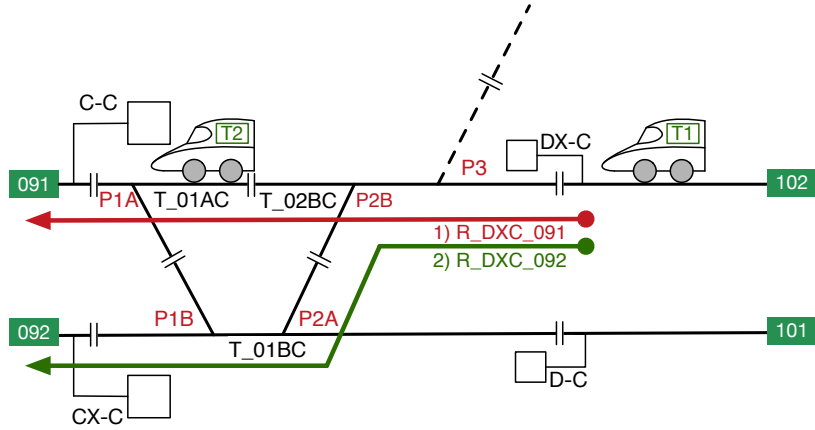 C-C
T2
DX-C
T1
P3
091
P1A
T_01AC
T_02BC
P2B
102
1) R_DXC_091
2) R_DXC_092
092
P1B
P2A
101
T_01BC
D-C
CX-C